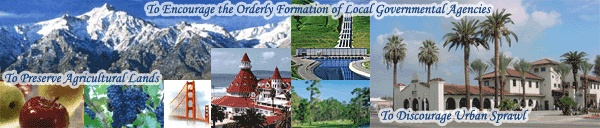 To Encourage the Orderly Formation of Local Governmental Agencies
To Preserve Agricultural Lands
To Discourage Urban Sprawl